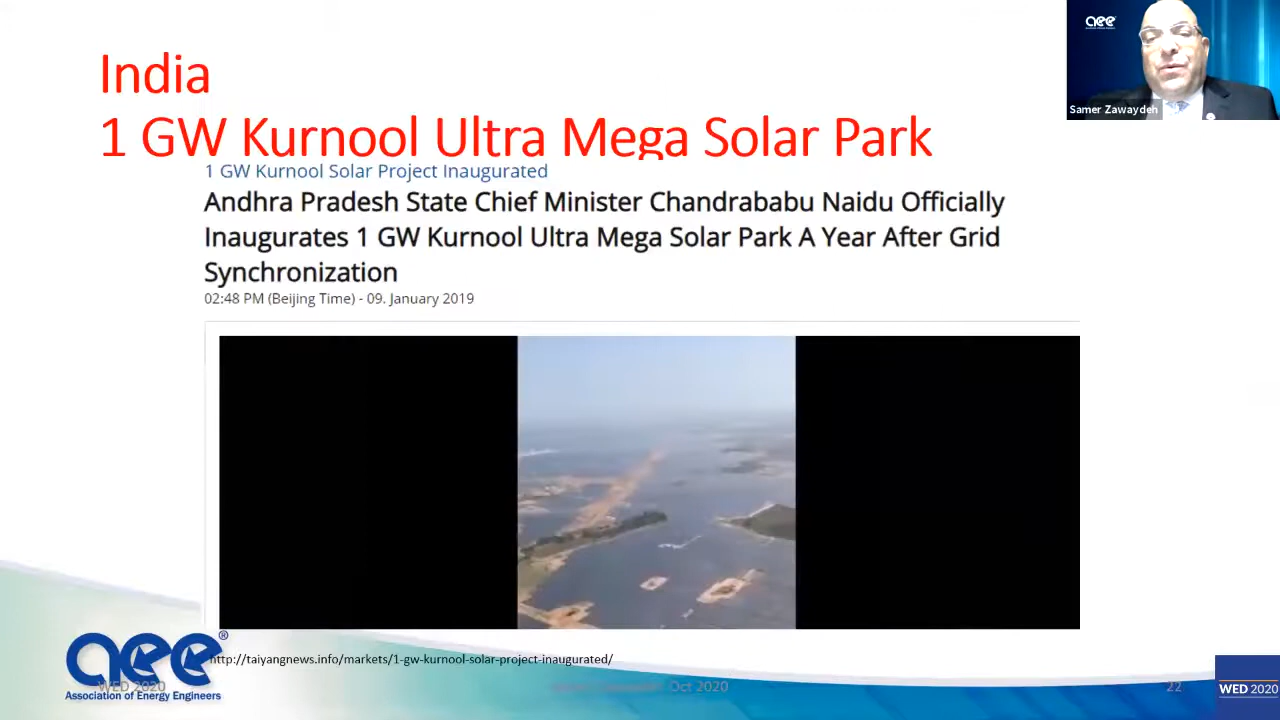 India
1 GW Kurnool Ultra Mega Solar Park
1 GW Kurnool Solar Project Inaugurated
Andhra Pradesh State Chief Minister Chandrababu Naidu Officially
Inaugurates 1 GW Kurnool Ultra Mega Solar Park A Year After Grid
Synchronization
02:48 PM (Beijing Time) - 09. January 2019
aee
Samer Zawaydeh
aee®
Association of Energy Engineers
http://taiyangnews.info/markets/1-gw-kurnool-solar-project-inaugurated/
WED 2020
Oct 2020
22
WED 2020